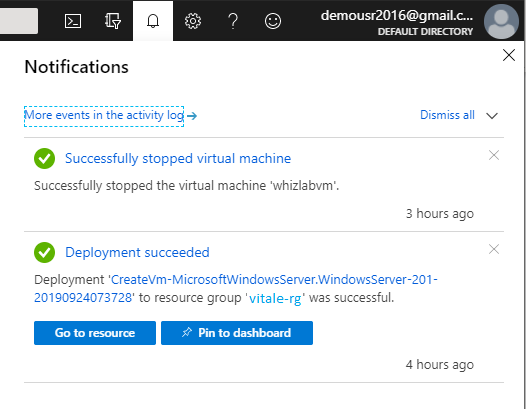 demousr2016@gmail.c...
DEFAULT DIRECTORY
Notifications
More events in the activity log
Dismiss all
Successfully stopped virtual machine
Successfully stopped the virtual machine 'whizlabvm'.
3 hours ago
Deployment succeeded
Deployment 'CreateVm-MicrosoftWindowsServer.WindowsServer-201-
20190924073728' to resource group 'vitale-rg' was successful.
Go to resource
Pin to dashboard
4 hours ago